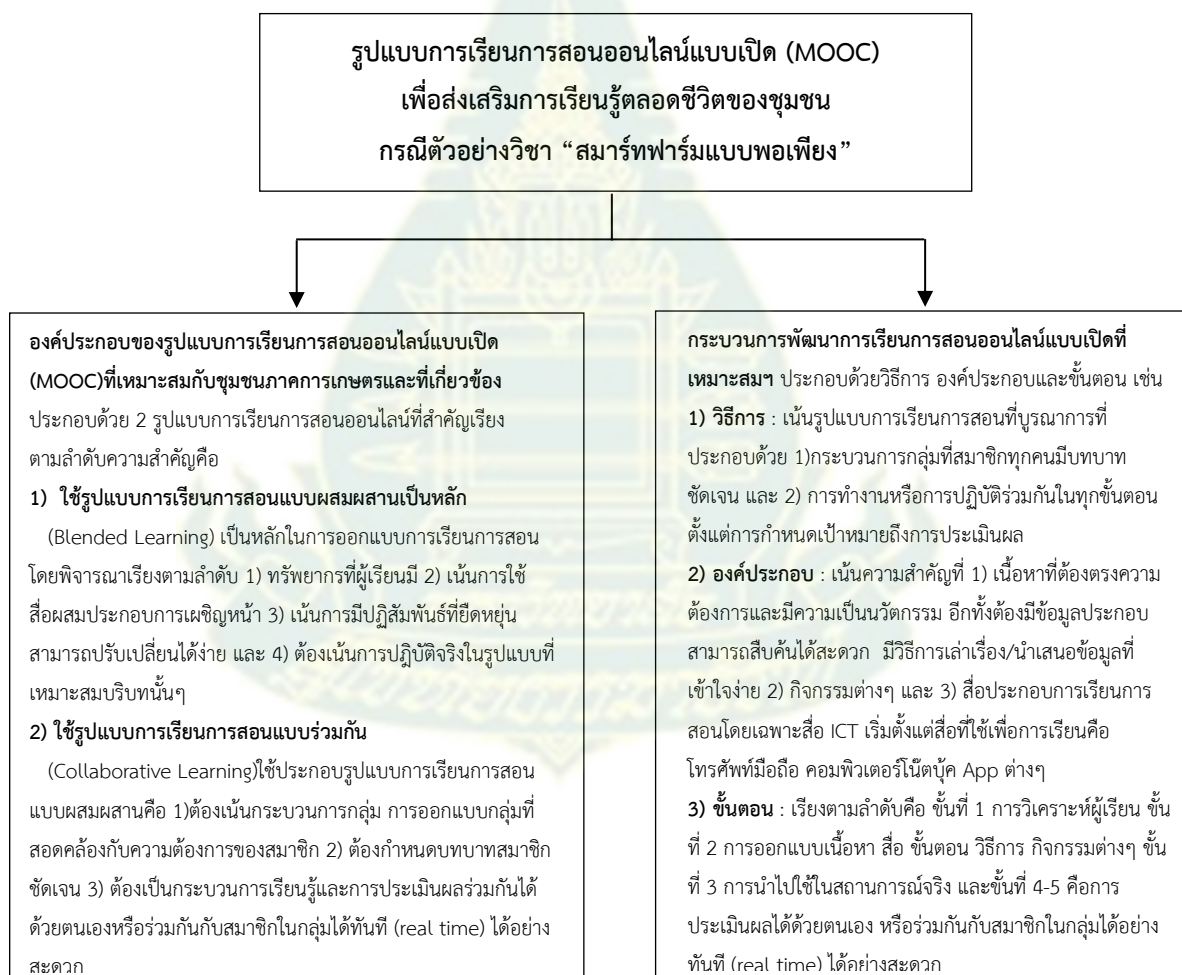 รูปแบบการเรียนการสอนออนไลน์แบบเปิด (MOOC)
เพื่อส่งเสริมการเรียนรู้ตลอดชีวิตของชุมชน
กรณีตัวอย่างวิชา “สมาร์ทฟาร์มแบบพอเพียง”
องค์ประกอบของรูปแบบการเรียนการสอนออนไลน์แบบเปิด
(MOOC)ที่เหมาะสมกับชุมชนภาคการเกษตรและที่เกี่ยวข้อง
ประกอบด้วย 2 รูปแบบการเรียนการสอนออนไลน์ที่สำคัญเรียง
ตามลำดับความสำคัญคือ
1) ใช้รูปแบบการเรียนการสอนแบบผสมผสานเป็นหลัก
(Blended Learning) เป็นหลักในการออกแบบการเรียนการสอน
โดยพิจารณาเรียงตามลำดับ 1) ทรัพยากรที่ผู้เรียนมี 2) เน้นการใช้
สื่อผสมประกอบการเผชิญหน้า 3) เน้นการมีปฏิสัมพันธ์ที่ยืดหยุ่น
สามารถปรับเปลี่ยนได้ง่าย และ 4) ต้องเน้นการปฏิบัติจริงในรูปแบบที่
เหมาะสมบริบทนั้นๆ
2) ใช้รูปแบบการเรียนการสอนแบบร่วมกัน
(Collaborative Learning)ใช้ประกอบรูปแบบการเรียนการสอน
แบบผสมผสานคือ 1)ต้องเน้นกระบวนการกลุ่ม การออกแบบกลุ่มที่
สอดคล้องกับความต้องการของสมาชิก 2) ต้องกำหนดบทบาทสมาชิก
ชัดเจน 3) ต้องเป็นกระบวนการเรียนรู้และการประเมินผลร่วมกันได้
ด้วยตนเองหรือร่วมกันกับสมาชิกในกลุ่มได้ทันที (real time) ได้อย่าง
สะดวก
กระบวนการพัฒนาการเรียนการสอนออนไลน์แบบเปิดที่
เหมาะสมฯ ประกอบด้วยวิธีการ องค์ประกอบและขั้นตอน เช่น
1) วิธีการ : เน้นรูปแบบการเรียนการสอนที่บูรณาการที่
ประกอบด้วย 1)กระบวนการกลุ่มที่สมาชิกทุกคนมีบทบาท
ชัดเจน และ 2) การทำงานหรือการปฏิบัติร่วมกันในทุกขั้นตอน
ตั้งแต่การกำหนดเป้าหมายถึงการประเมินผล
2) องค์ประกอบ : เน้นความสำคัญที่ 1) เนื้อหาที่ต้องตรงความ
ต้องการและมีความเป็นนวัตกรรม อีกทั้งต้องมีข้อมูลประกอบ
สามารถสืบค้นได้สะดวก มีวิธีการเล่าเรื่อง/นำเสนอข้อมูลที่
เข้าใจง่าย 2) กิจกรรมต่างๆ และ 3) สื่อประกอบการเรียนการ
สอนโดยเฉพาะสื่อ ICT เริ่มตั้งแต่สื่อที่ใช้เพื่อการเรียนคือ
โทรศัพท์มือถือ คอมพิวเตอร์โน๊ตบุ้ค App ต่างๆ
3) ขั้นตอน : เรียงตามลำดับคือ ขั้นที่ 1 การวิเคราะห์ผู้เรียน ขั้น
ที่ 2 การออกแบบเนื้อหา สื่อ ขั้นตอน วิธีการ กิจกรรมต่างๆ ขั้น
ที่ 3 การนำไปใช้ในสถานการณ์จริง และขั้นที่ 4-5 คือการ
ประเมินผลได้ด้วยตนเอง หรือร่วมกันกับสมาชิกในกลุ่มได้อย่าง
ทันที (real time) ได้อย่างสะดวก